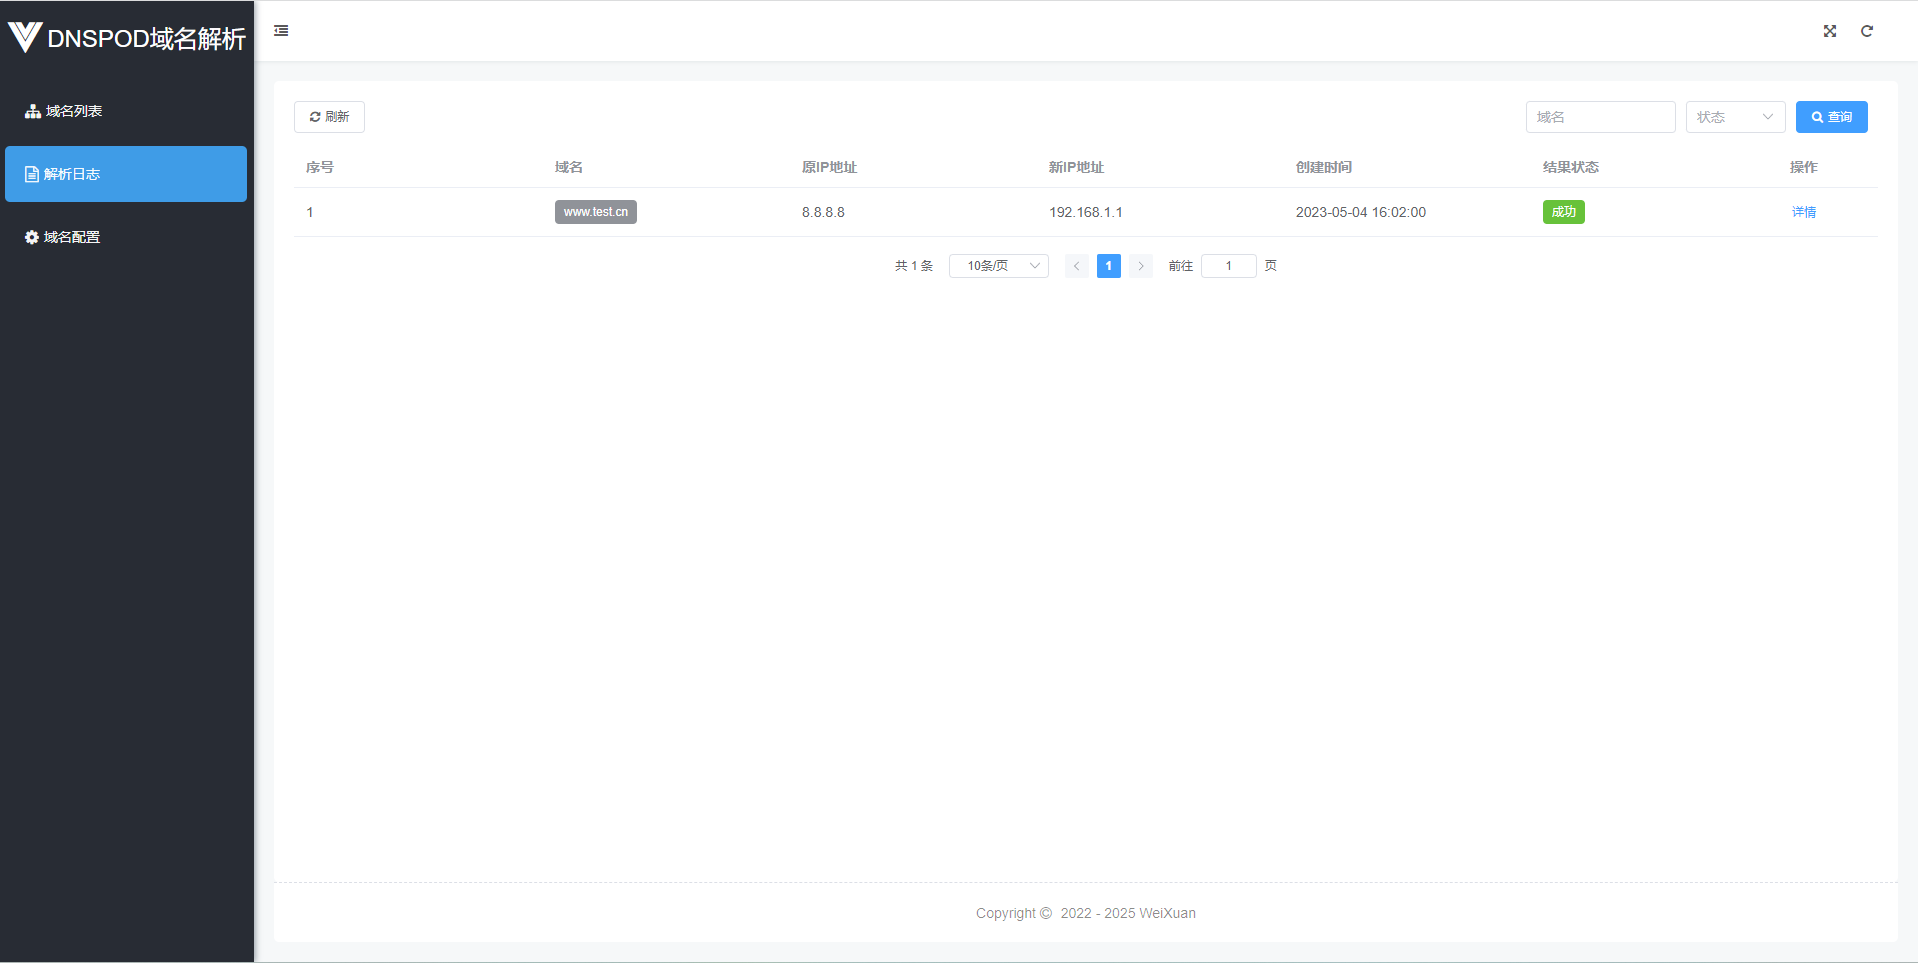 DNSPOD域名解析
域名列表
解析日志
域名配置
刷新
域名 状态 查询
序号 域名 原IP地址 新IP地址 创建时间 结果状态 操作
1 www.test.cn 8.8.8.8 192.168.1.1 2023-05-04 16:02:00 成功 详情
共 1 条 10条/页 1 前往 1 页
Copyright © 2022 - 2025 WeiXuan